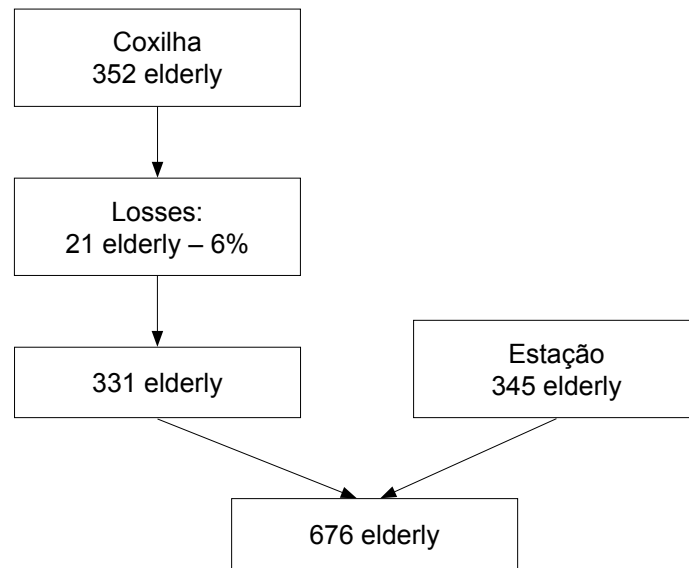 Coxilha
352 elderly
Losses:
21 elderly – 6%
331 elderly
Estação
345 elderly
676 elderly